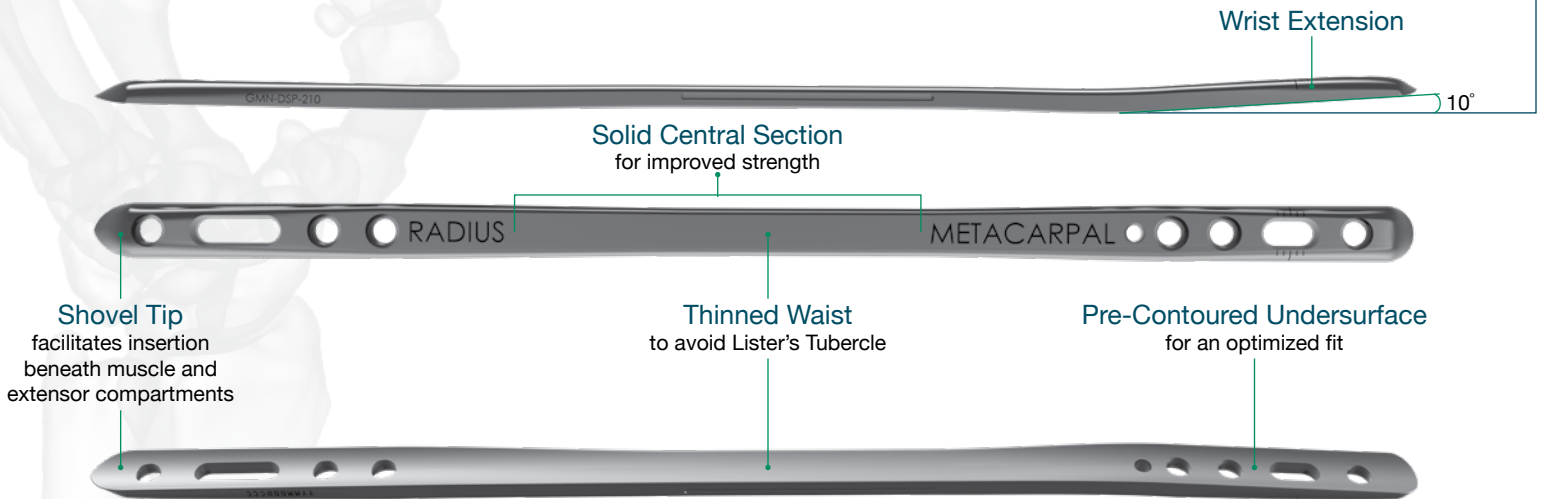 Wrist Extension
GMN-DSP-210
10°
Solid Central Section
for improved strength
RADIUS
METACARPAL
Shovel Tip
facilitates insertion
beneath muscle and
extensor compartments
Thinned Waist
to avoid Lister's Tubercle
Pre-Contoured Undersurface
for an optimized fit